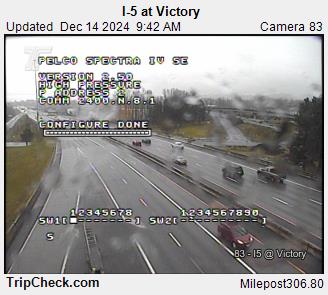 I-5 at Victory
Updated Dec 14 2024 9:42 AM Camera 83
PELCO SPECTRA IV SE
VERSION 2.50
HIGH PRESSURE
P ADDRESS 2
COMM 2400.N.8.1
CONFIGURE DONE
12345678 1234567890
SW1 SW2
S
83 - I5 @ Victory
TripCheck.com Milepost306.80